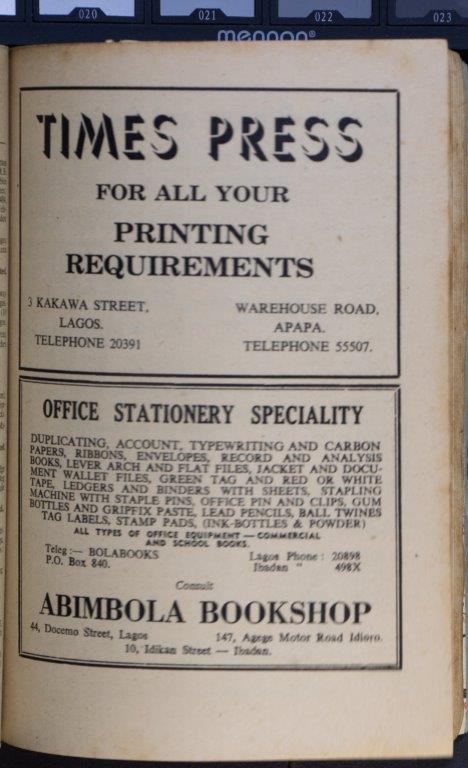 020
021
022
023
mennon®
TIMES PRESS
FOR ALL YOUR
PRINTING
REQUIREMENTS
3 KAKAWA STREET,
LAGOS.
TELEPHONE 20391
WAREHOUSE ROAD,
APAPA.
TELEPHONE 55507.
OFFICE STATIONERY SPECIALITY
DUPLICATING, ACCOUNT, TYPEWRITING AND CARBON
PAPERS, RIBBONS, ENVELOPES, RECORD AND ANALYSIS
BOOKS, LEVER ARCH AND FLAT FILES, JACKET AND DOCU-
MENT WALLET FILES, GREEN TAG AND RED OR WHITE
TAPE, LEDGERS AND BINDERS WITH SHEETS, STAPLING
MACHINE WITH STAPLE PINS, OFFICE PIN AND CLIPS, GUM
BOTTLES AND GRIPFIX PASTE, LEAD PENCILS, BALL TWINES
TAG LABELS, STAMP PADS, (INK-BOTTLES & POWDER)
ALL TYPES OF OFFICE EQUIPMENT — COMMERCIAL
AND SCHOOL BOOKS.
Teleg :— BOLABOOKS
P.O. Box 840.
Lagos Phone : 20898
Ibadan " 498X
Consult
ABIMBOLA BOOKSHOP
44, Docemo Street, Lagos
147, Agege Motor Road Idioro.
10, Idikan Street — Ibadan.